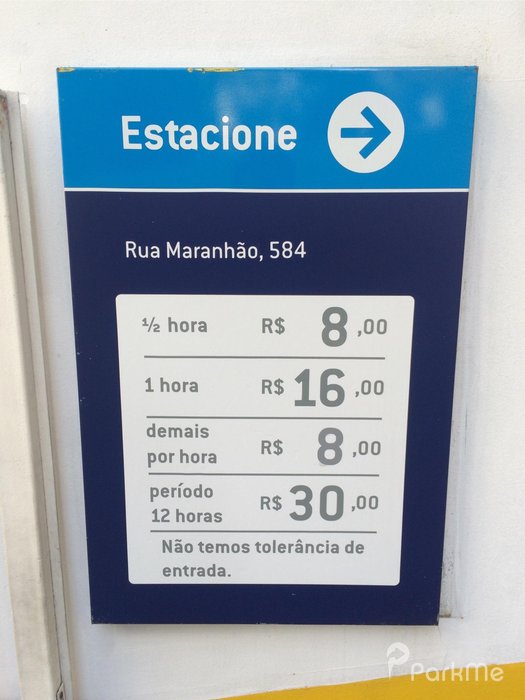 Estacione
Rua Maranhão, 584
½ hora R$ 8,00
1 hora R$ 16,00
demais
por hora R$ 8,00
período
12 horas R$ 30,00
Não temos tolerância de
entrada.
ParkMe